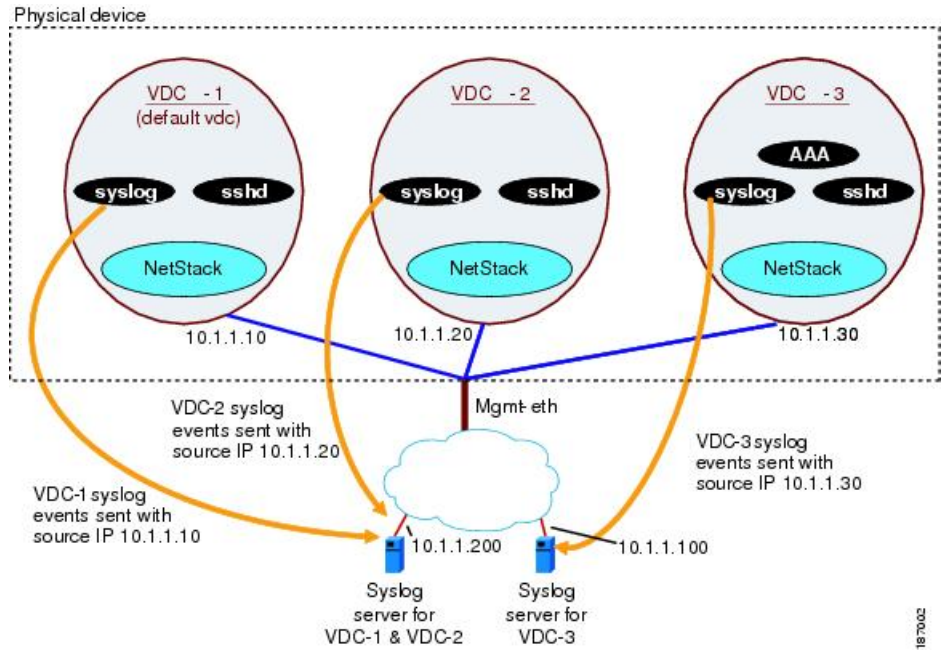 Physical device
VDC - 1
(default vdc)
VDC - 2
VDC - 3
AAA
syslog
sshd
syslog
sshd
syslog
sshd
NetStack
NetStack
NetStack
10.1.1.10
10.1.1.20
10.1.1.30
Mgmt-eth
VDC-2 syslog
events sent with
source IP 10.1.1.20
VDC-3 syslog
events sent with
source IP 10.1.1.30
VDC-1 syslog
events sent with
source IP 10.1.1.10
10.1.1.200
10.1.1.100
Syslog
server for
VDC-1 & VDC-2
Syslog
server for
VDC-3
187002